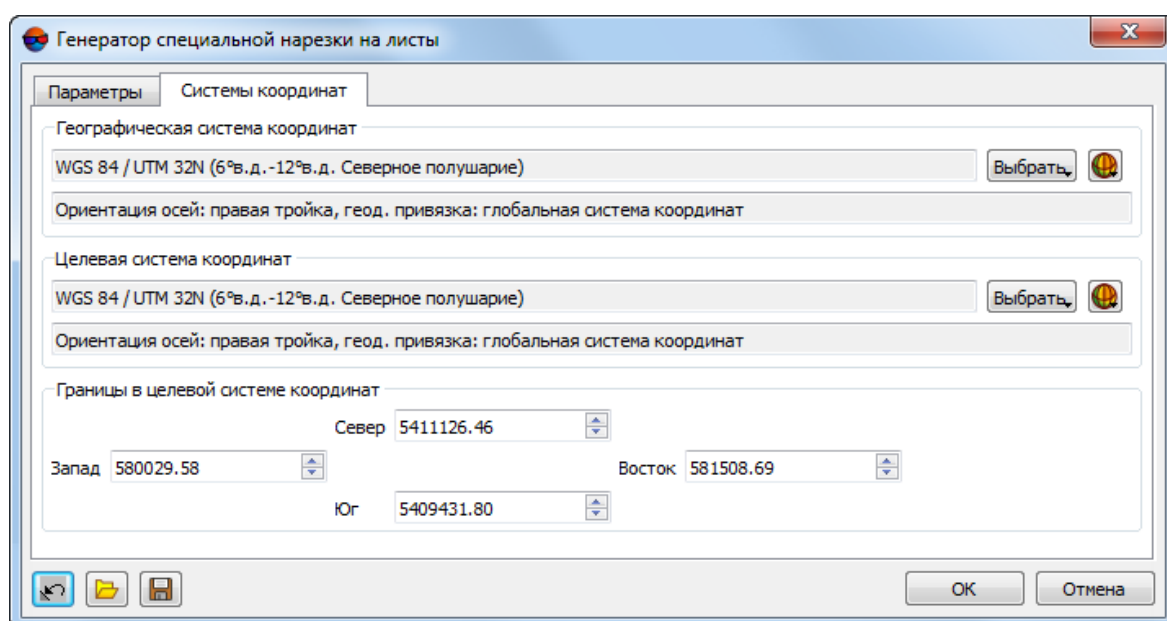 Генератор специальной нарезки на листы
Параметры Системы координат
Географическая система координат
WGS 84 / UTM 32N (6°в.д.-12°в.д. Северное полушарие) Выбрать
Ориентация осей: правая тройка, геод. привязка: глобальная система координат
Целевая система координат
WGS 84 / UTM 32N (6°в.д.-12°в.д. Северное полушарие) Выбрать
Ориентация осей: правая тройка, геод. привязка: глобальная система координат
Границы в целевой системе координат
Север 5411126.46
Запад 580029.58 Восток 581508.69
Юг 5409431.80
OK Отмена